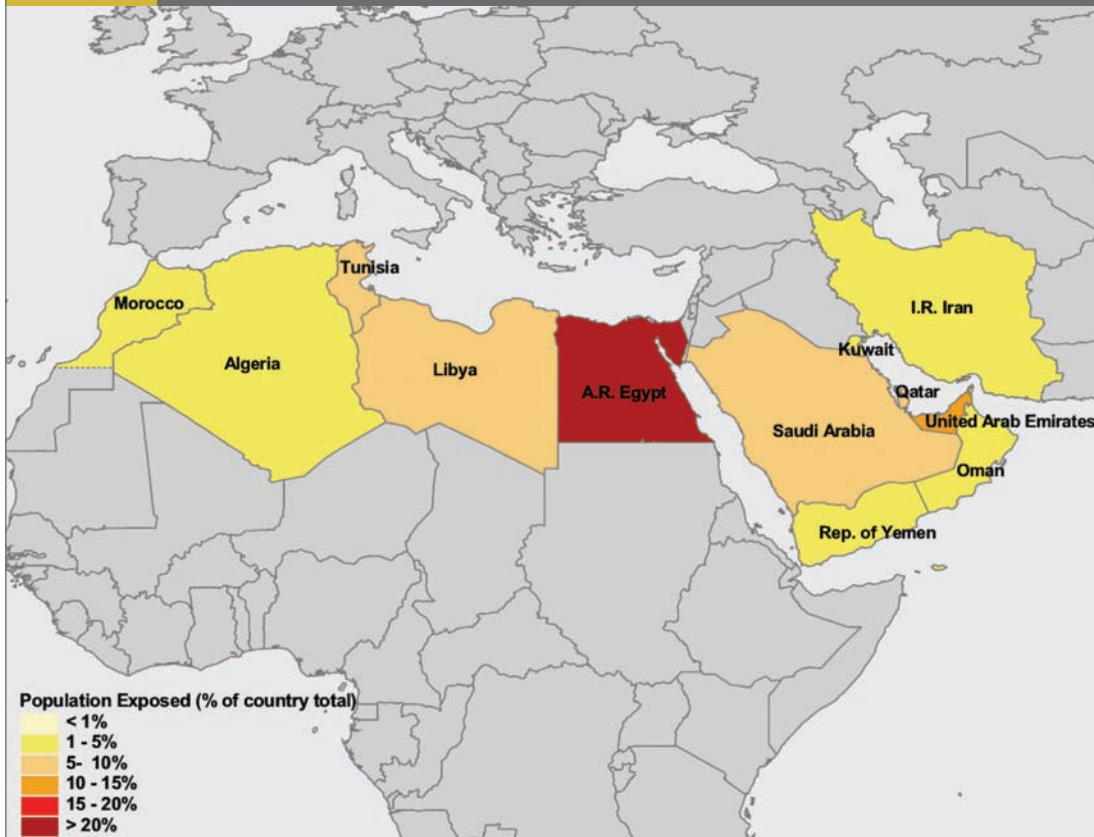 Tunisia
Morocco
I.R. Iran
Kuwait
Algeria
Libya
A.R. Egypt
Qatar
United Arab Emirates
Saudi Arabia
Oman
Rep. of Yemen
Population Exposed (% of country total)
< 1%
1 - 5%
5- 10%
10 - 15%
15 - 20%
> 20%